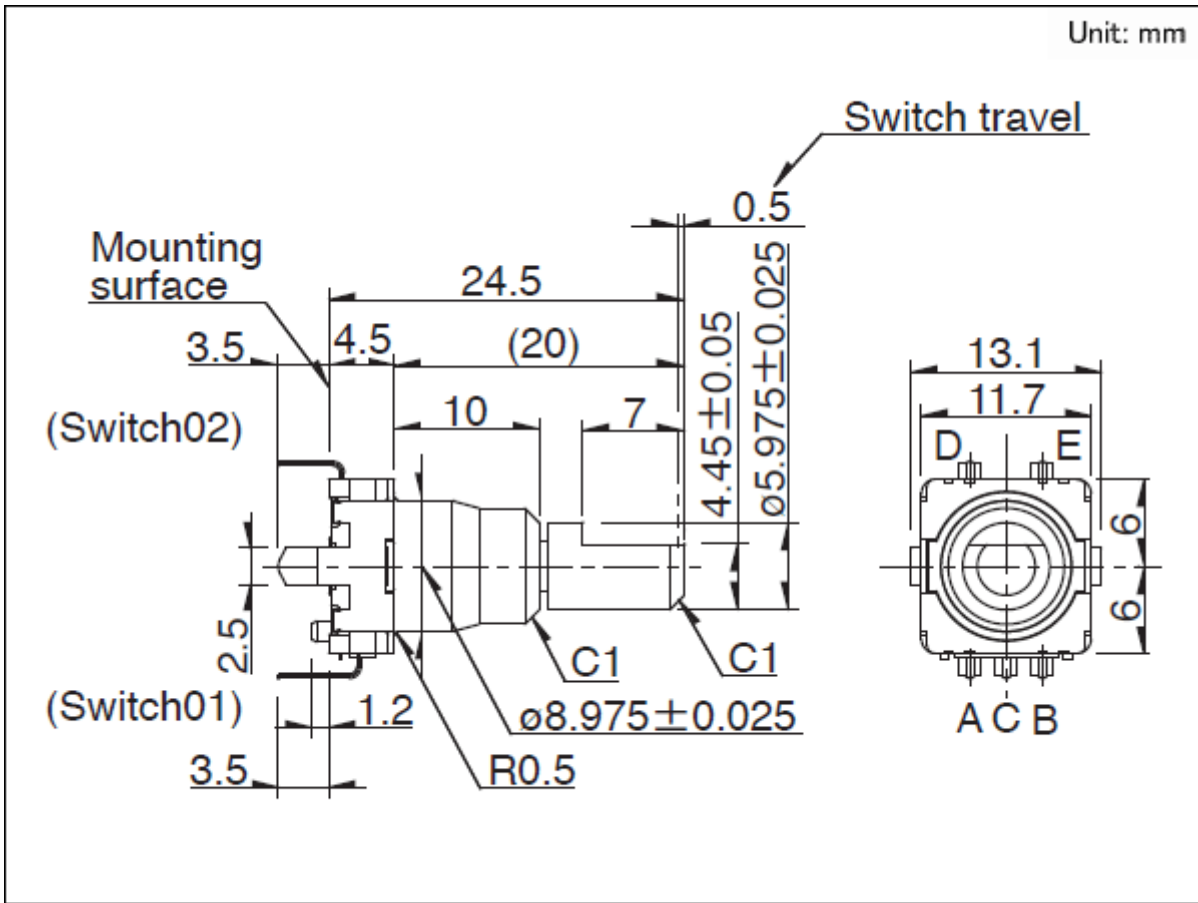 Unit: mm
Switch travel
0.5
Mounting
surface
24.5
3.5
4.5
(20)
(Switch02)
10
7
4.45±0.05
ø5.975±0.025
13.1
11.7
D
E
6
6
2.5
C1
C1
(Switch01)
1.2
ø8.975±0.025
A C B
3.5
R0.5